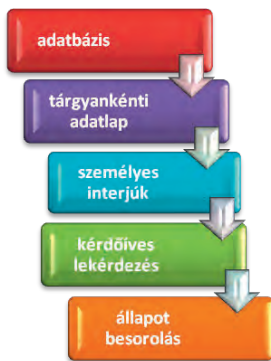 adatbázis
tárgyankénti
adatlap
személyes
interjúk
kérdőíves
lekérdezés
állapot
besorolás